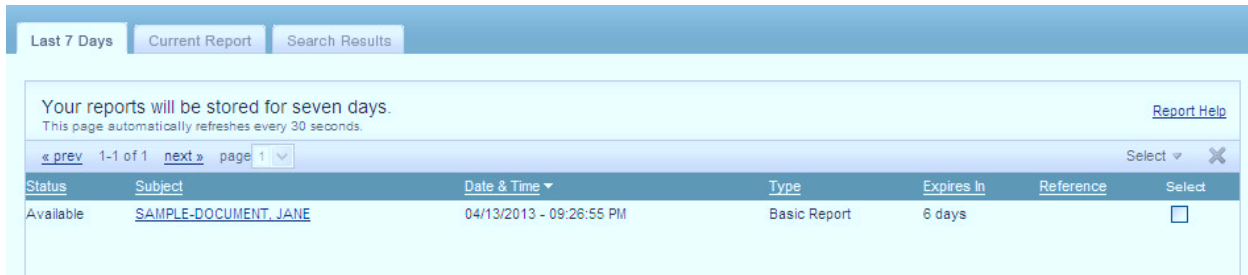 Last 7 Days Current Report Search Results
Your reports will be stored for seven days. Report Help
This page automatically refreshes every 30 seconds.
« prev 1-1 of 1 next » page 1 Select
Status Subject Date & Time Type Expires In Reference Select
Available SAMPLE-DOCUMENT, JANE 04/13/2013 - 09:26:55 PM Basic Report 6 days